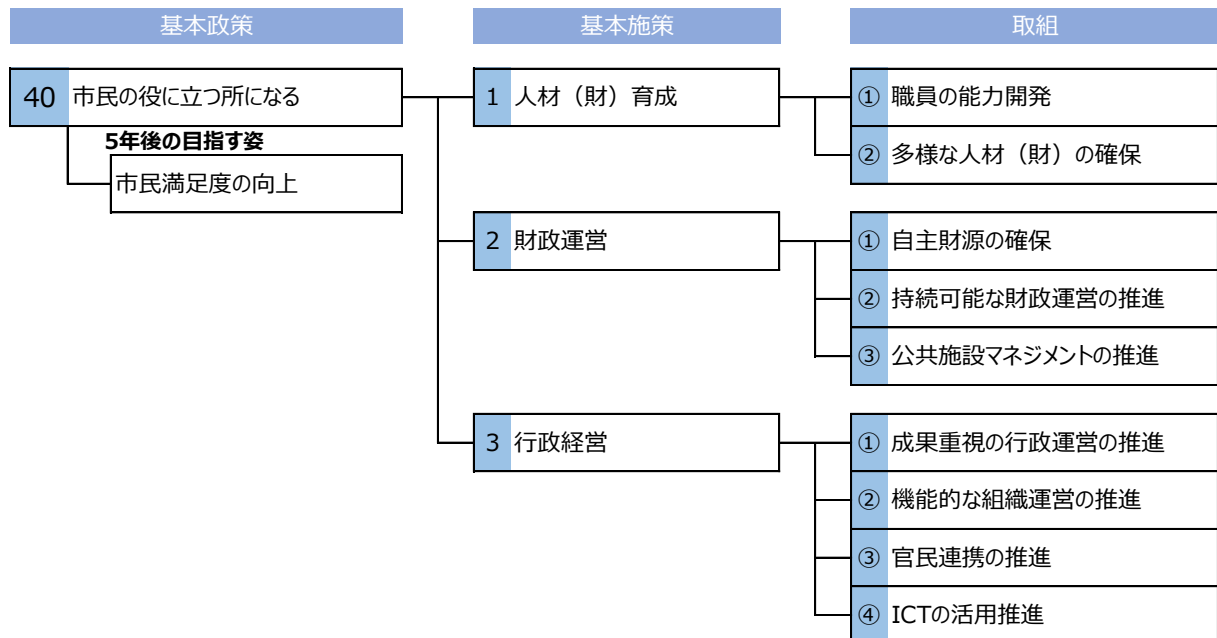 基本政策
基本施策
取組
40 市民の役に立つ所になる
5年後の目指す姿
市民満足度の向上
1 人材（財）育成
① 職員の能力開発
② 多様な人材（財）の確保
2 財政運営
① 自主財源の確保
② 持続可能な財政運営の推進
③ 公共施設マネジメントの推進
3 行政経営
① 成果重視の行政運営の推進
② 機能的な組織運営の推進
③ 官民連携の推進
④ ICTの活用推進